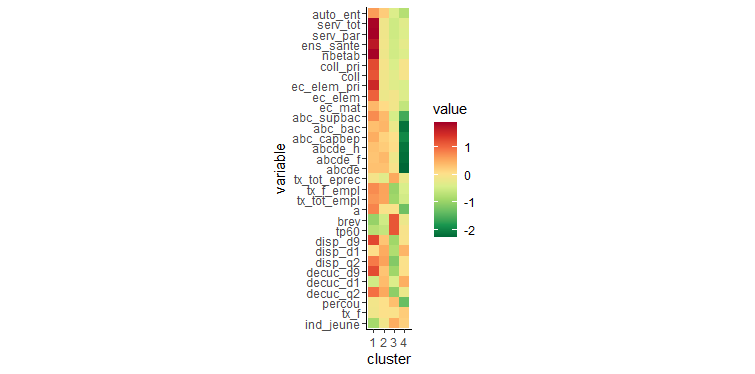 auto_ent
serv_tot
serv_par
ens_sante
nbetab
coll_pri
coll
ec_elem_pri
ec_elem
ec_mat
abc_supbac
abc_bac
abc_capbep
abcde_h
abcde_f
abcde
tx_tot_eprec
tx_f_empl
tx_tot_empl
a
brev
tp60
disp_d9
disp_d1
disp_q2
decuc_d9
decuc_d1
decuc_q2
percou
tx_f
ind_jeune
variable
1 2 3 4
cluster
value
1
0
-1
-2